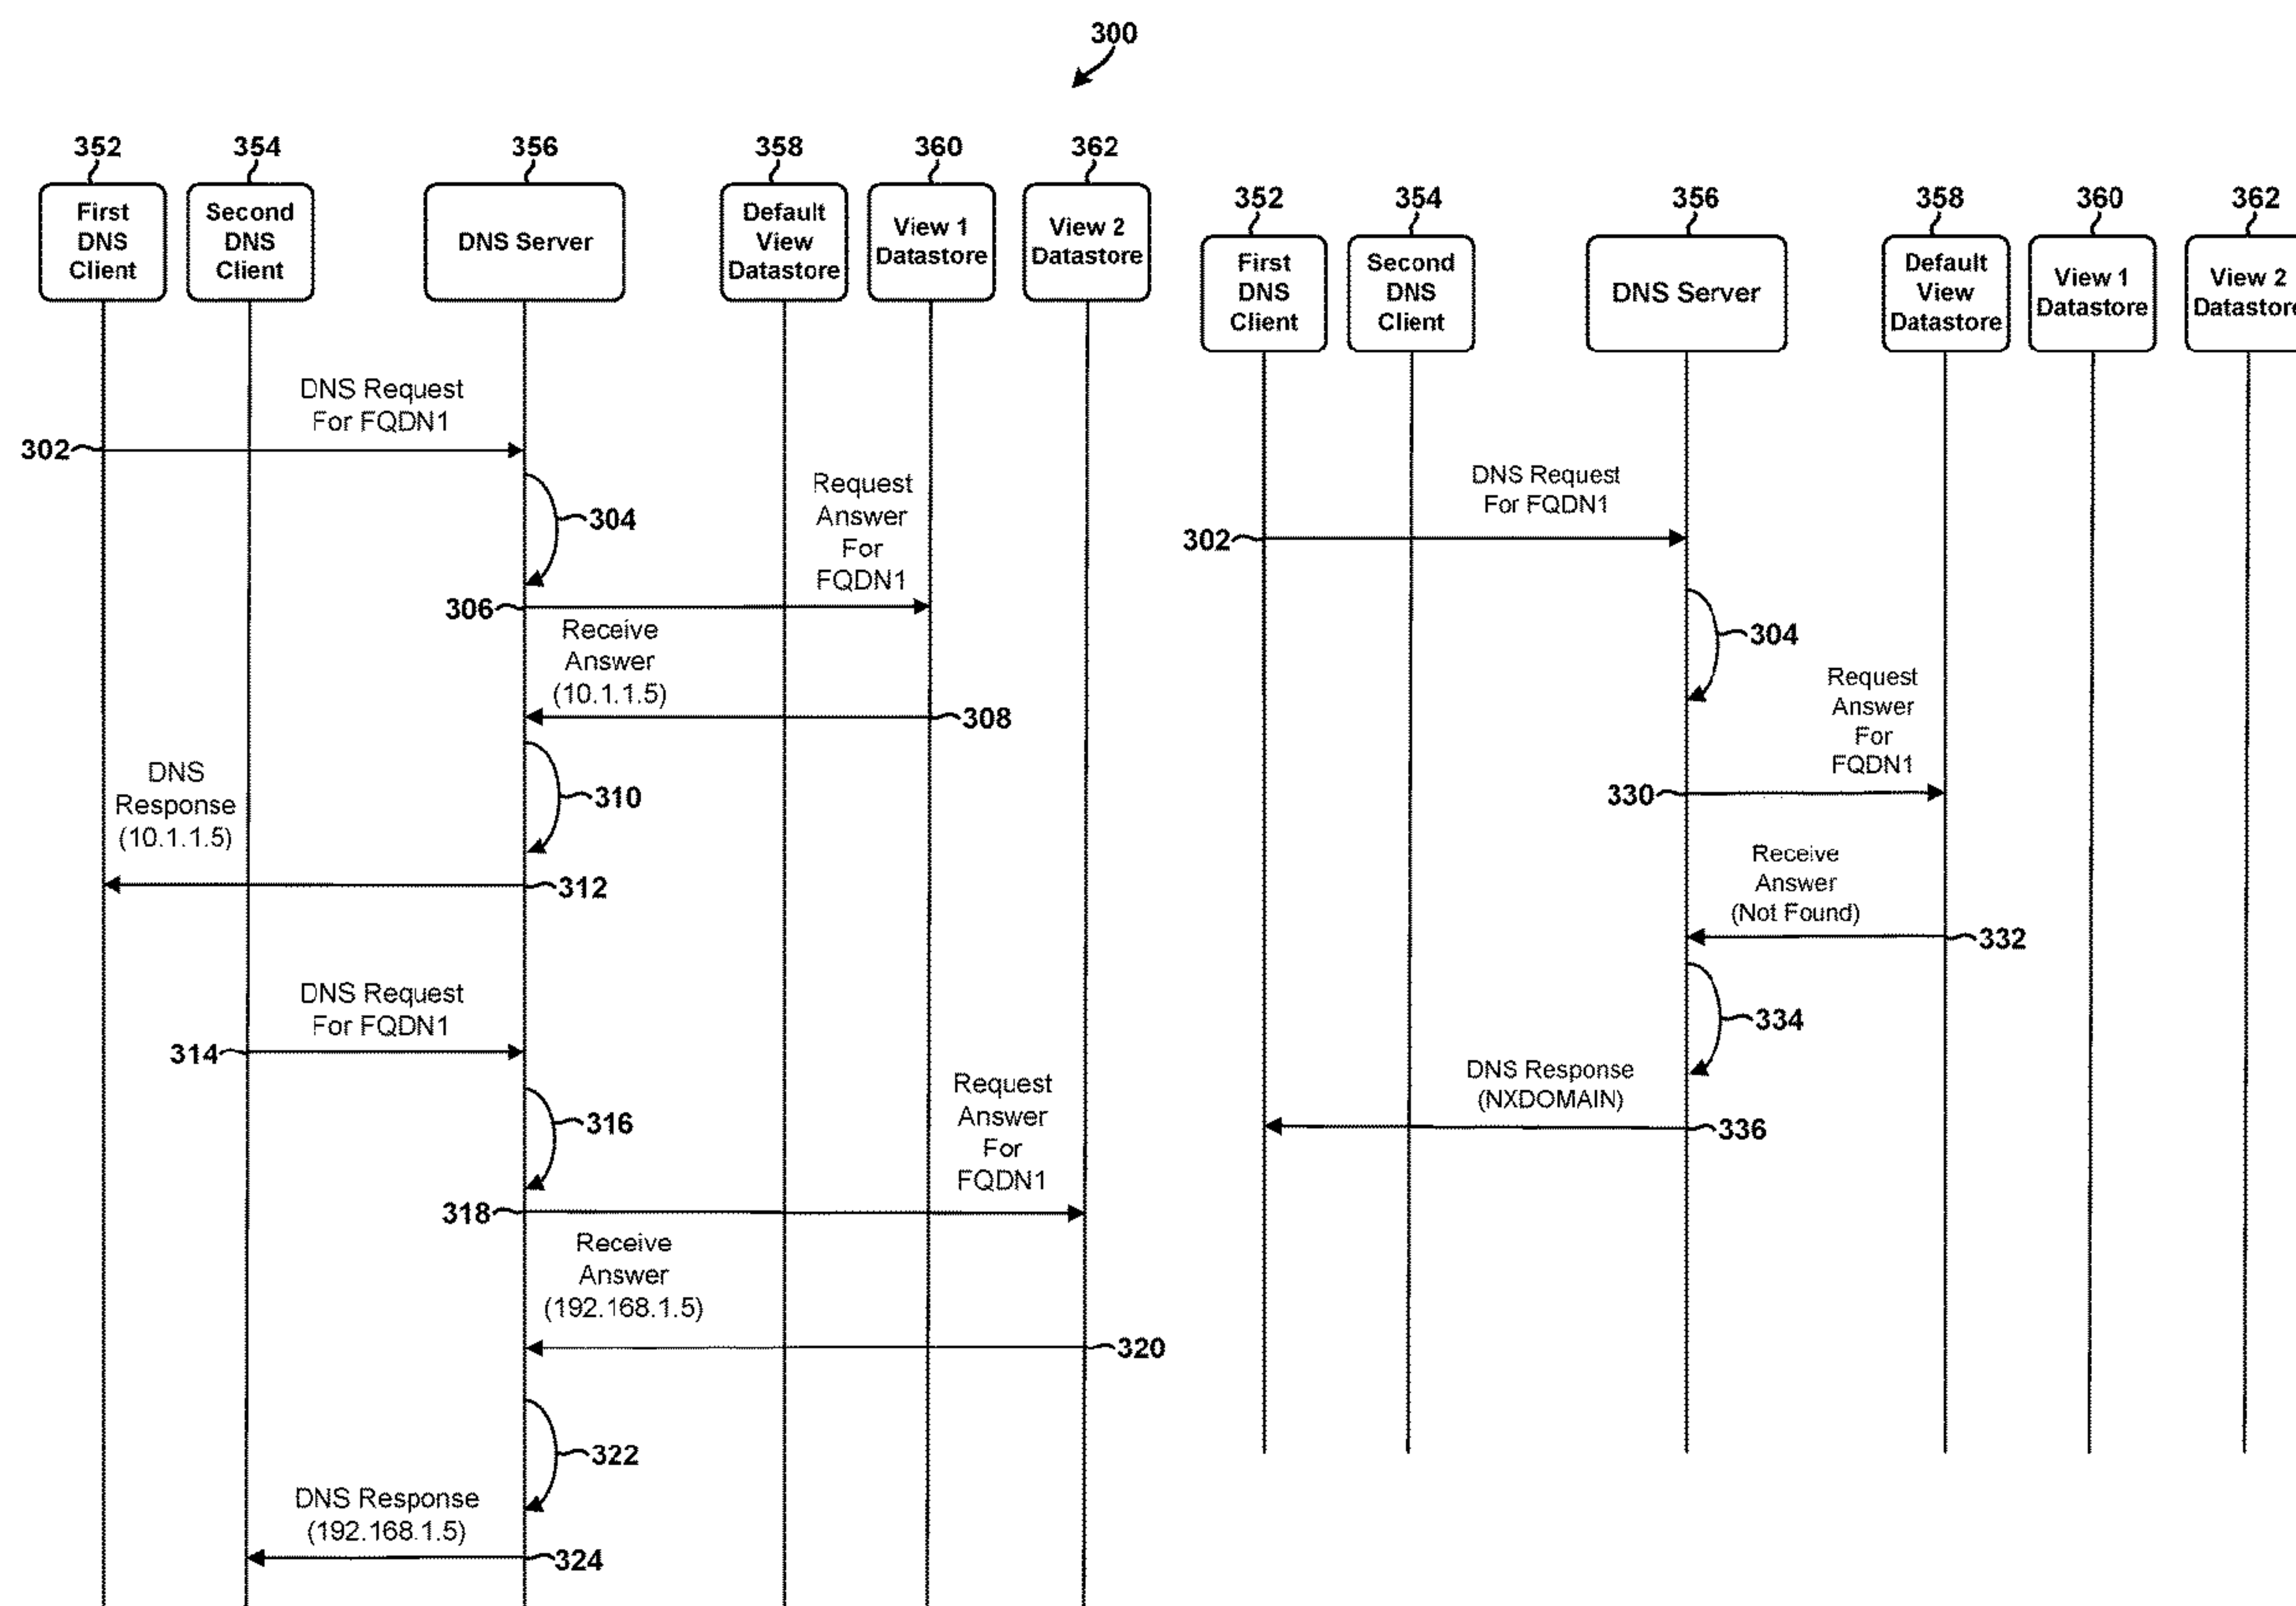 300
352
354
356
358
360
362
First
DNS
Client
Second
DNS
Client
DNS Server
Default
View
Datastore
View 1
Datastore
View 2
Datastore
DNS Request
For FQDN1
302
304
Request
Answer
For
FQDN1
306
Receive
Answer
(10.1.1.5)
308
310
DNS
Response
(10.1.1.5)
312
DNS Request
For FQDN1
314
316
Request
Answer
For
FQDN1
318
Receive
Answer
(192.168.1.5)
320
322
DNS Response
(192.168.1.5)
324
352
354
356
358
360
362
First
DNS
Client
Second
DNS
Client
DNS Server
Default
View
Datastore
View 1
Datastore
View 2
Datastore
DNS Request
For FQDN1
302
304
Request
Answer
For
FQDN1
330
Receive
Answer
(Not Found)
332
334
DNS Response
(NXDOMAIN)
336